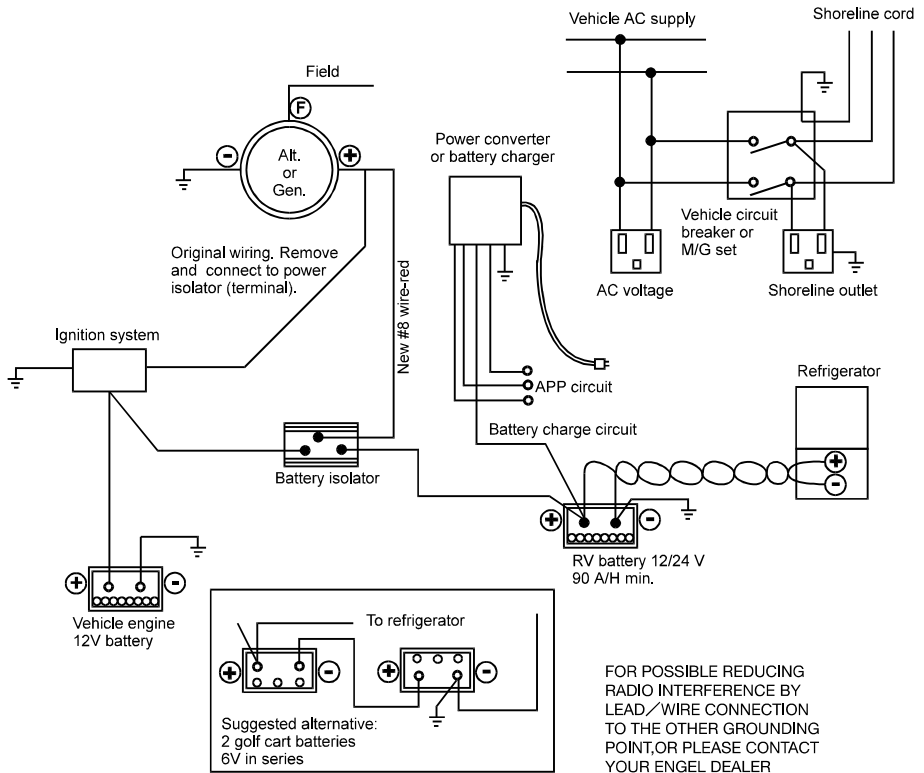 Vehicle AC supply
Shoreline cord
Field
F
-
Alt.
or
Gen.
+
Power converter
or battery charger
Vehicle circuit
breaker or
M/G set
Original wiring. Remove
and connect to power
isolator (terminal).
New #8 wire-red
AC voltage
Shoreline outlet
Ignition system
APP circuit
Refrigerator
+
-
Battery charge circuit
Battery isolator
+
-
RV battery 12/24 V
90 A/H min.
+
-
Vehicle engine
12V battery
To refrigerator
+
-
+
-
Suggested alternative:
2 golf cart batteries
6V in series
FOR POSSIBLE REDUCING
RADIO INTERFERENCE BY
LEAD／WIRE CONNECTION
TO THE OTHER GROUNDING
POINT,OR PLEASE CONTACT
YOUR ENGEL DEALER